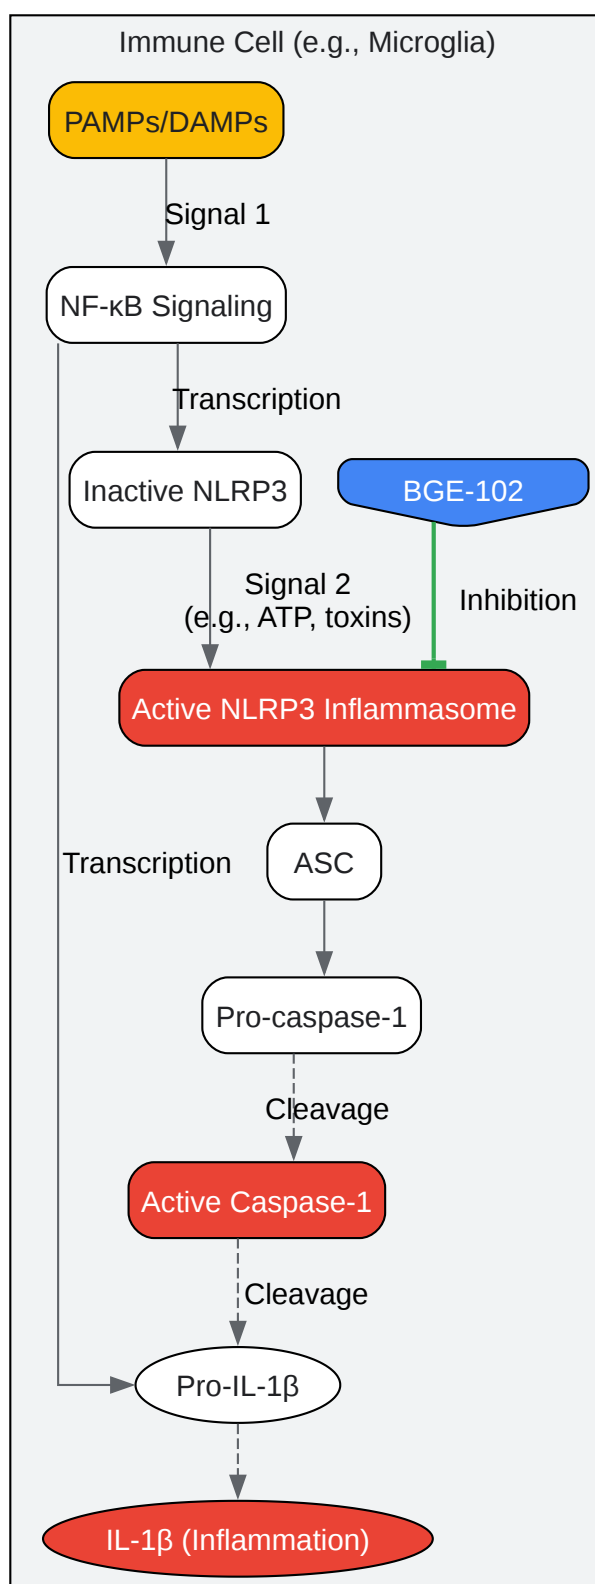 Immune Cell (e.g., Microglia)
PAMPs/DAMPs
Signal 1
NF-κB Signaling
Transcription
Inactive NLRP3
BGE-102
Signal 2
(e.g., ATP, toxins)
Inhibition
Active NLRP3 Inflammasome
ASC
Transcription
Pro-caspase-1
Cleavage
Active Caspase-1
Cleavage
Pro-IL-1β
IL-1β (Inflammation)